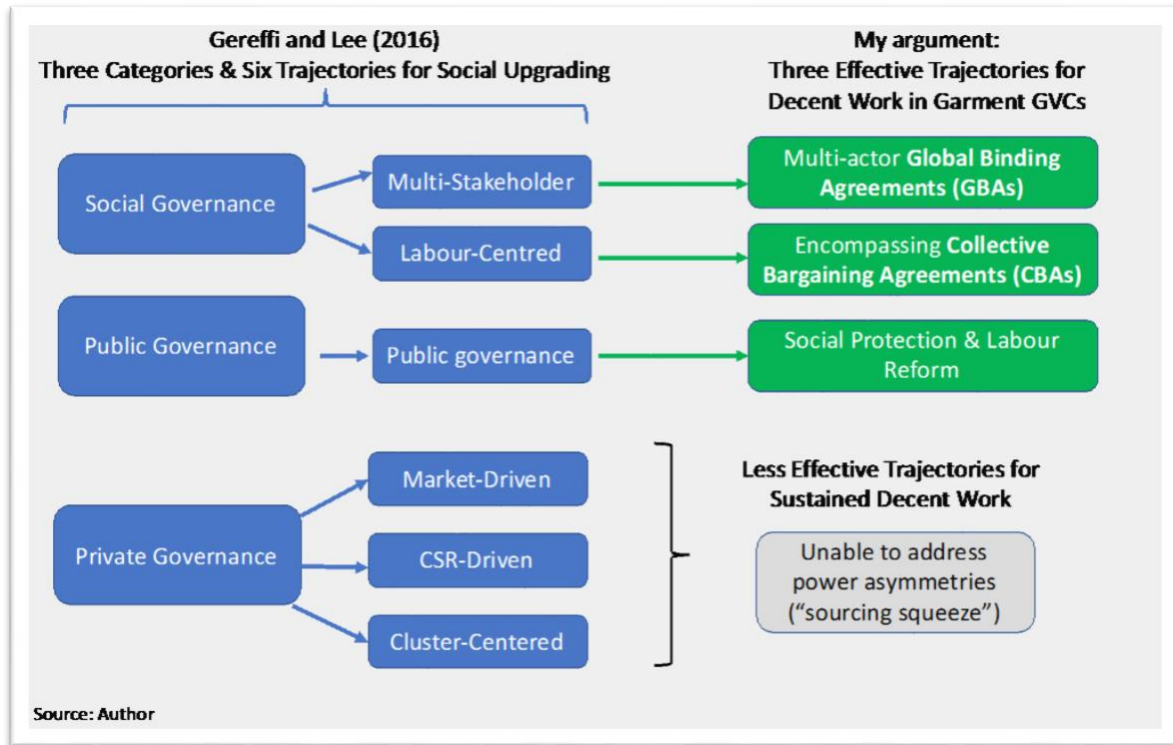 Gereffi and Lee (2016)
Three Categories & Six Trajectories for Social Upgrading
My argument:
Three Effective Trajectories for
Decent Work in Garment GVCs
Social Governance
Multi-Stakeholder
Labour-Centred
Multi-actor Global Binding
Agreements (GBAs)
Encompassing Collective
Bargaining Agreements (CBAs)
Public Governance
Public governance
Social Protection & Labour
Reform
Private Governance
Market-Driven
CSR-Driven
Cluster-Centered
Less Effective Trajectories for
Sustained Decent Work
Unable to address
power asymmetries
(“sourcing squeeze”)
Source: Author